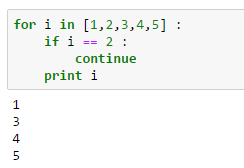 for i in [1,2,3,4,5] :
    if i == 2 :
        continue
    print i
1
3
4
5